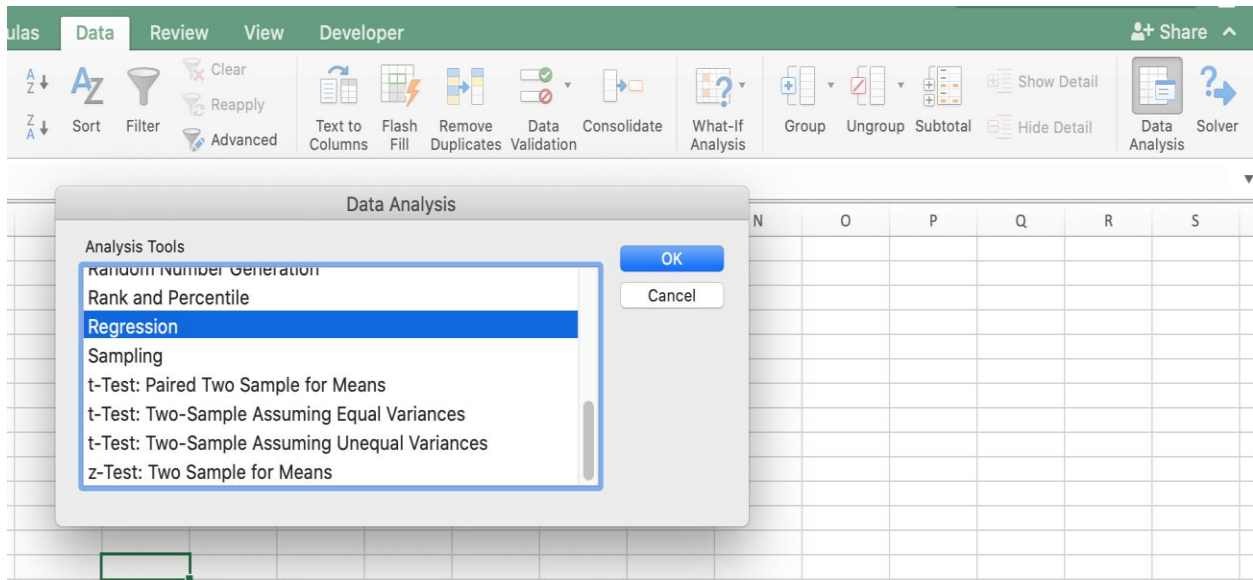 ulas Data Review View Developer Share
A Z Clear
Reapply
Z A Sort Filter Advanced
Text to Columns
Flash Fill
Remove Duplicates
Data Validation
Consolidate
What-If Analysis
Group
Ungroup
Subtotal
Show Detail
Hide Detail
Data Analysis
Solver
Data Analysis
N O P Q R S
Analysis Tools
Random Number Generation
Rank and Percentile
Regression
Sampling
t-Test: Paired Two Sample for Means
t-Test: Two-Sample Assuming Equal Variances
t-Test: Two-Sample Assuming Unequal Variances
z-Test: Two Sample for Means
OK
Cancel